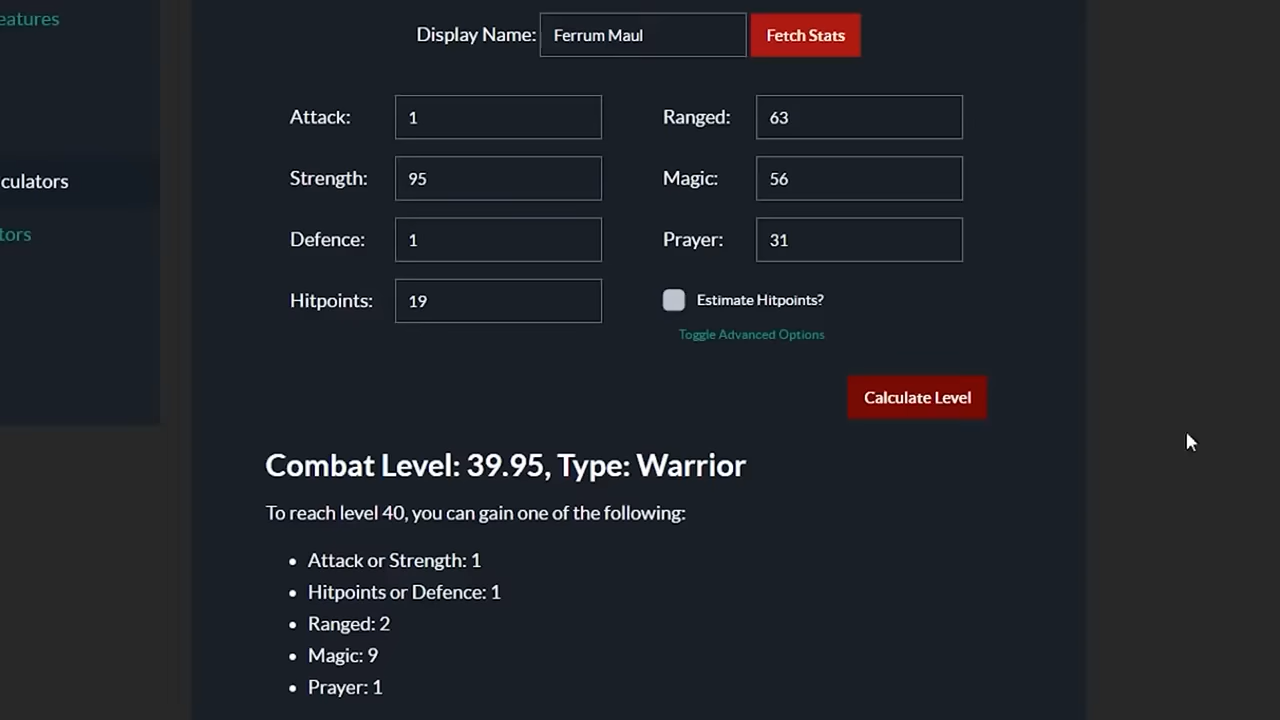 eatures
culators
tors
Display Name: Ferrum Maul Fetch Stats
Attack: 1 Ranged: 63
Strength: 95 Magic: 56
Defence: 1 Prayer: 31
Hitpoints: 19 Estimate Hitpoints?
Toggle Advanced Options
Calculate Level
Combat Level: 39.95, Type: Warrior
To reach level 40, you can gain one of the following:
• Attack or Strength: 1
• Hitpoints or Defence: 1
• Ranged: 2
• Magic: 9
• Prayer: 1